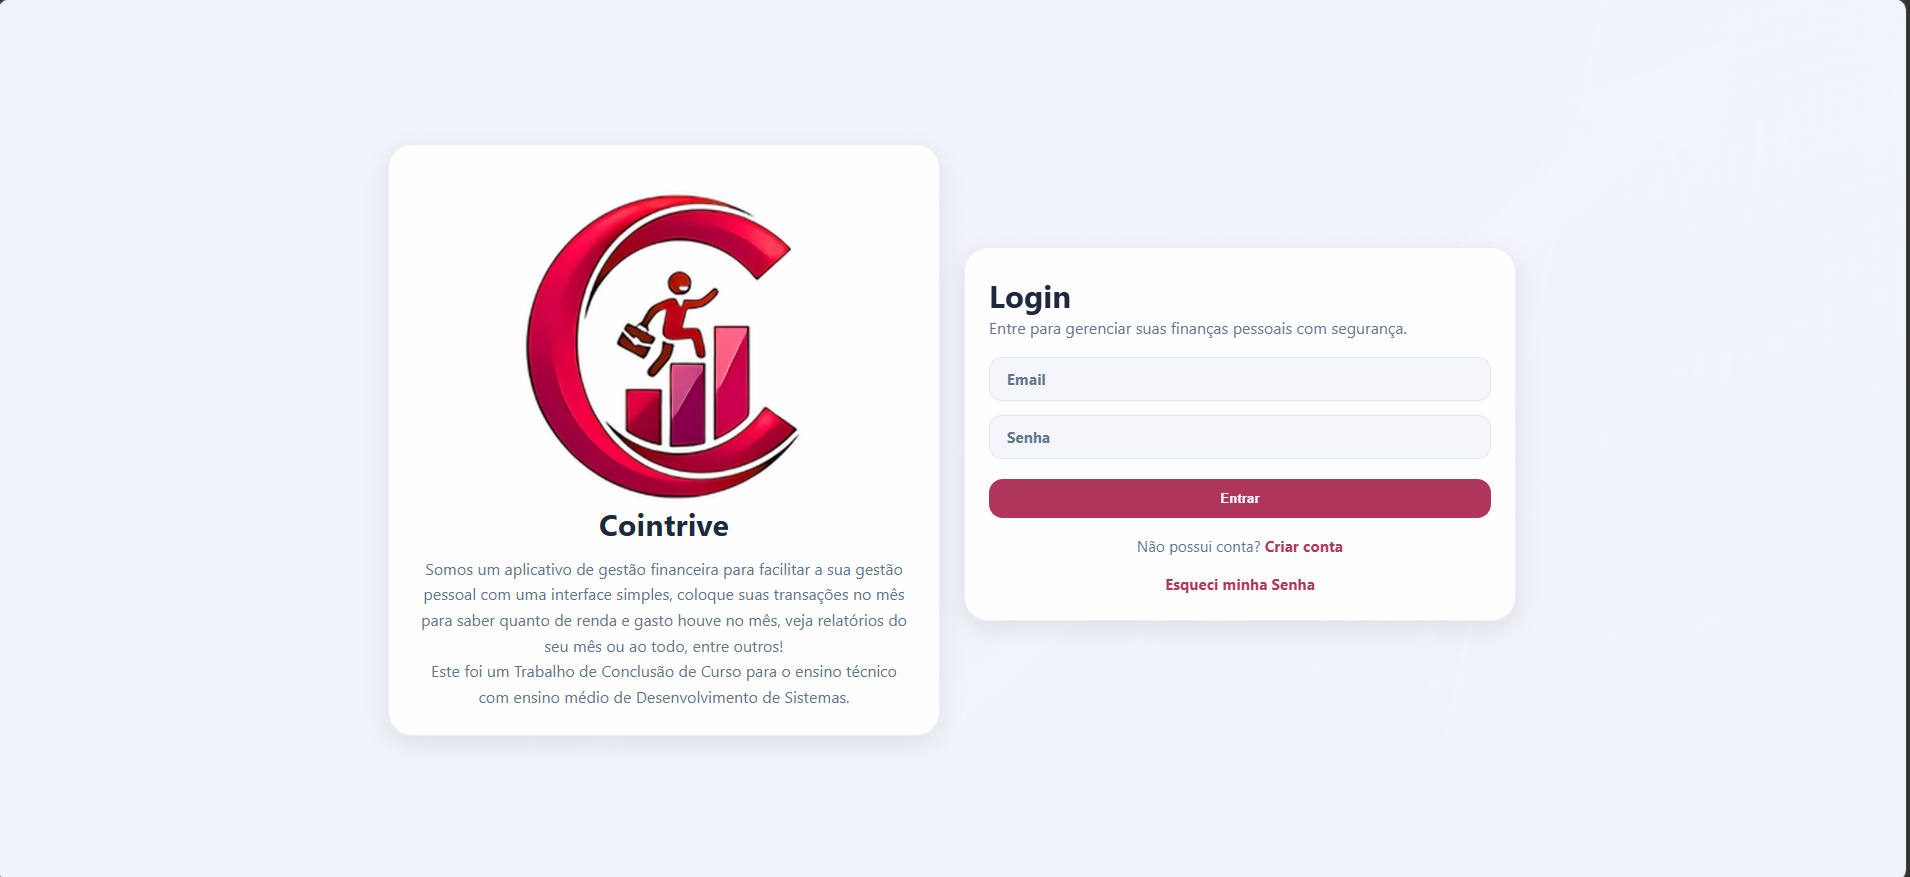 Cointrive
Somos um aplicativo de gestão financeira para facilitar a sua gestão
pessoal com uma interface simples, coloque suas transações no mês
para saber quanto de renda e gasto houve no mês, veja relatórios do
seu mês ou ao todo, entre outros!
Este foi um Trabalho de Conclusão de Curso para o ensino técnico
com ensino médio de Desenvolvimento de Sistemas.
Login
Entre para gerenciar suas finanças pessoais com segurança.
Email
Senha
Entrar
Não possui conta? Criar conta
Esqueci minha Senha